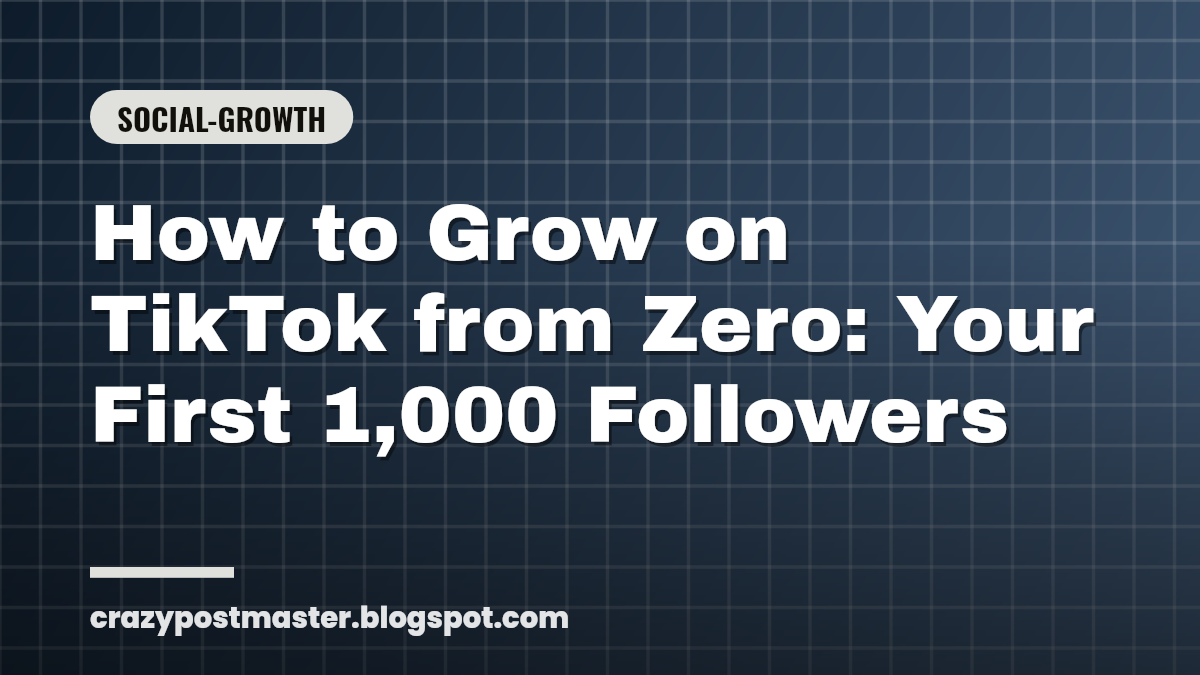 SOCIAL-GROWTH
How to Grow on
TikTok from Zero: Your
First 1,000 Followers
crazypostmaster.blogspot.com